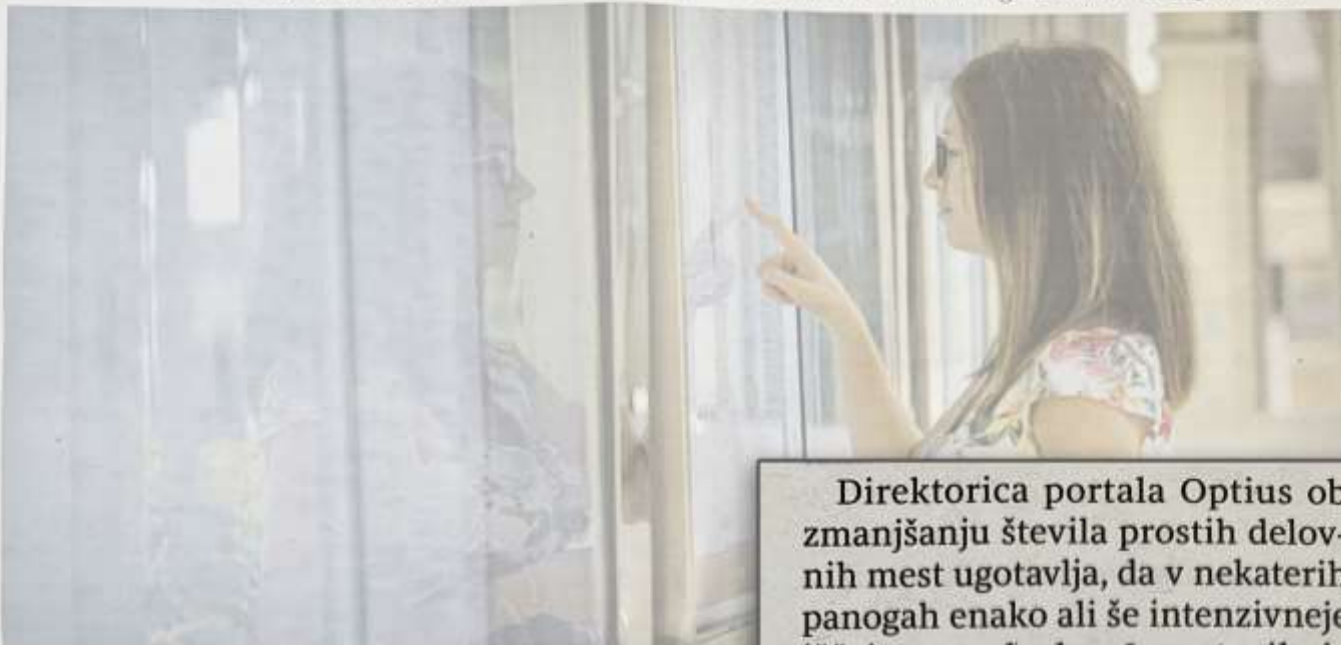 Direktorica portala Optius ob
zmanjšanju števila prostih delov-
nih mest ugotavlja, da v nekaterih
panogah enako ali še intenzivneje